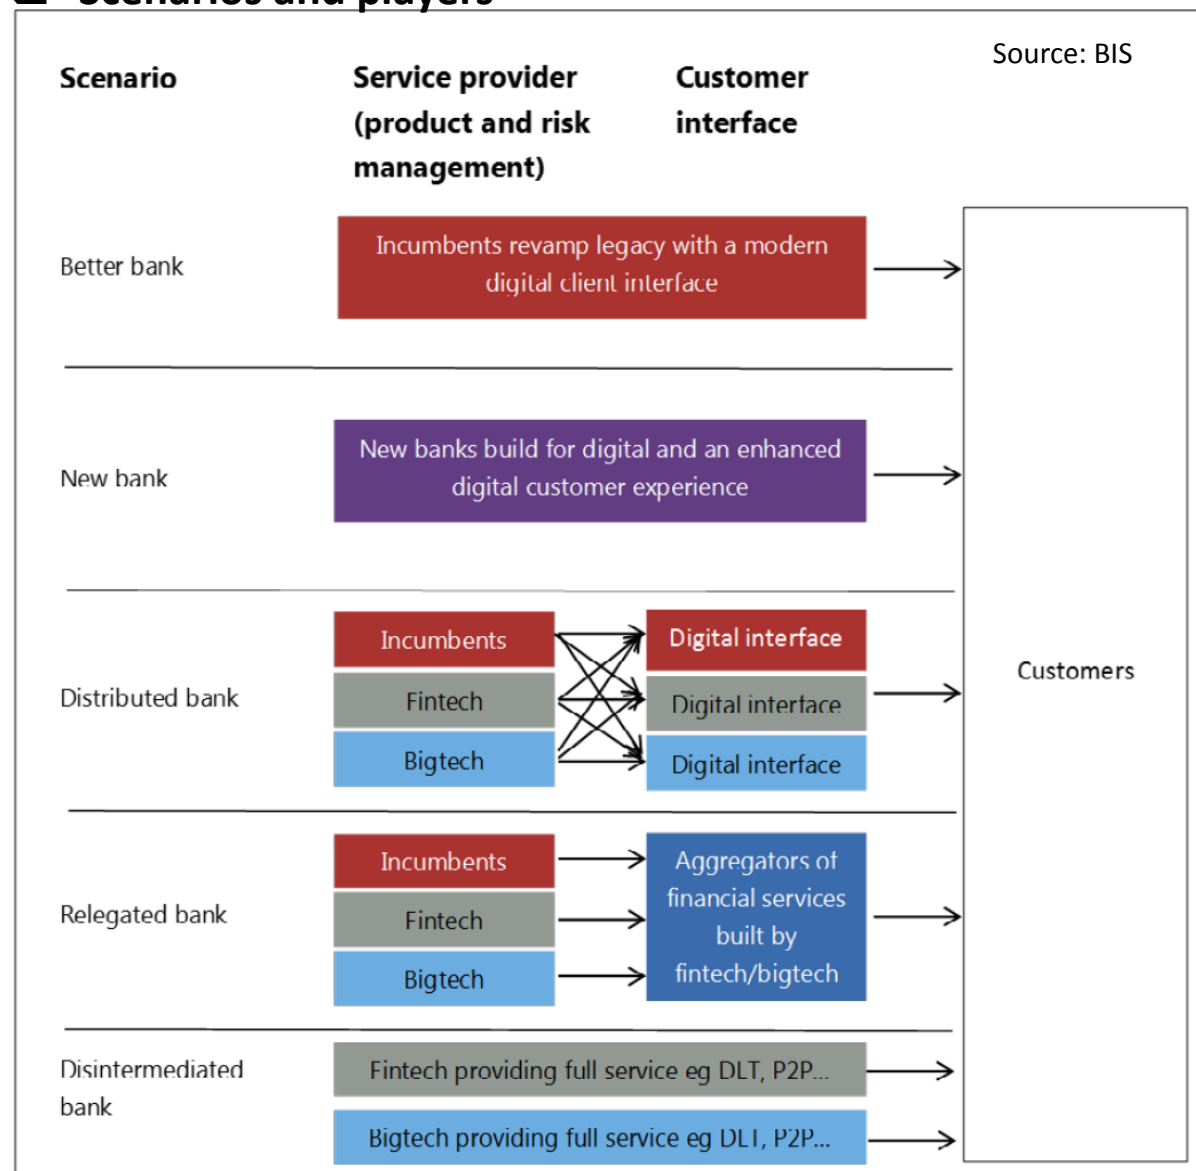 Scenarios and players
Source: BIS
Scenario
Service provider
(product and risk
management)
Customer
interface
Better bank
Incumbents revamp legacy with a modern
digital client interface
New bank
New banks build for digital and an enhanced
digital customer experience
Distributed bank
Incumbents
Fintech
Bigtech
Digital interface
Digital interface
Digital interface
Customers
Relegated bank
Incumbents
Fintech
Bigtech
Aggregators of
financial services
built by
fintech/bigtech
Disintermediated
bank
Fintech providing full service eg DLT, P2P...
Bigtech providing full service eg DLT, P2P...